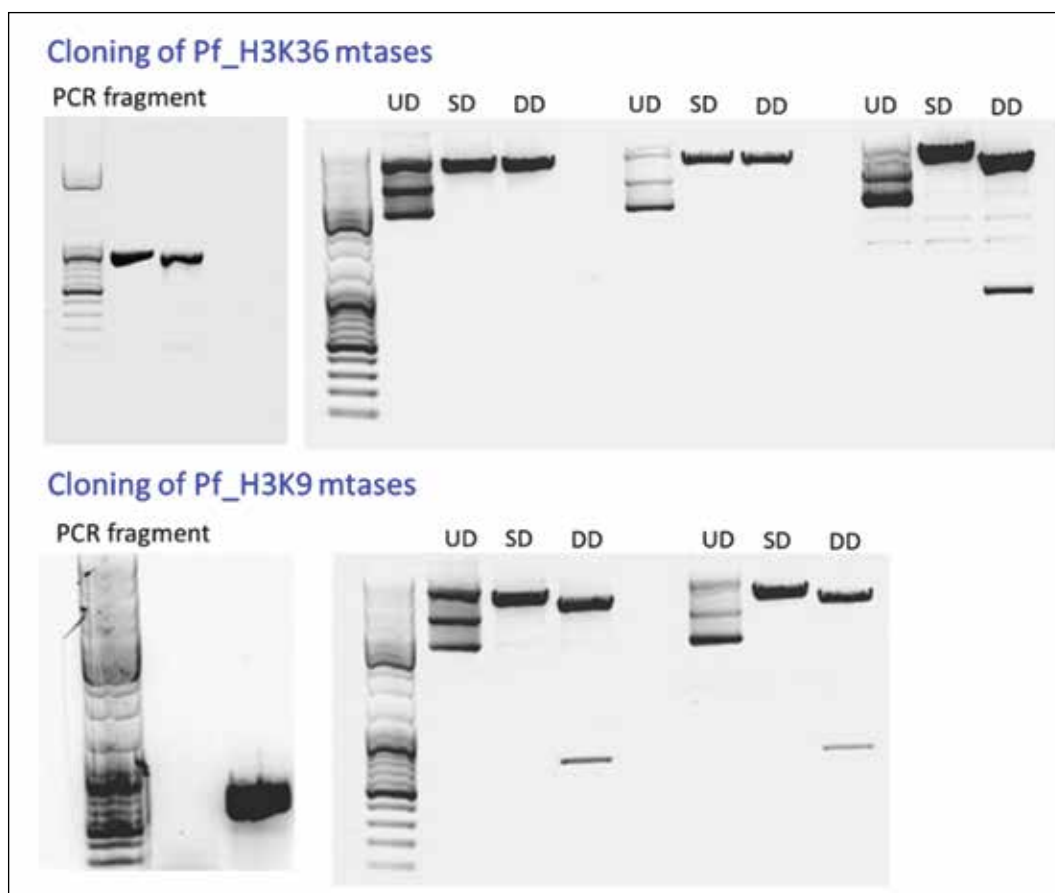 Cloning of Pf_H3K36 mtases
PCR fragment
UD SD DD UD SD DD UD SD DD
Cloning of Pf_H3K9 mtases
PCR fragment
UD SD DD UD SD DD